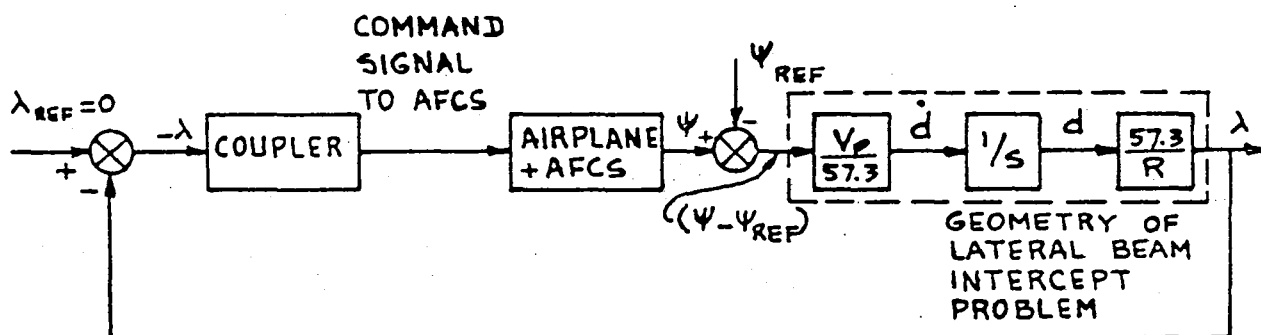 COMMAND
SIGNAL
TO AFCS
λREF=0
+
-
-λ
COUPLER
AIRPLANE
+ AFCS
ψ
+
-
ψREF
(ψ-ψREF)
Vp
57.3
ḋ
1/s
d
57.3
R
λ
GEOMETRY OF
LATERAL BEAM
INTERCEPT
PROBLEM